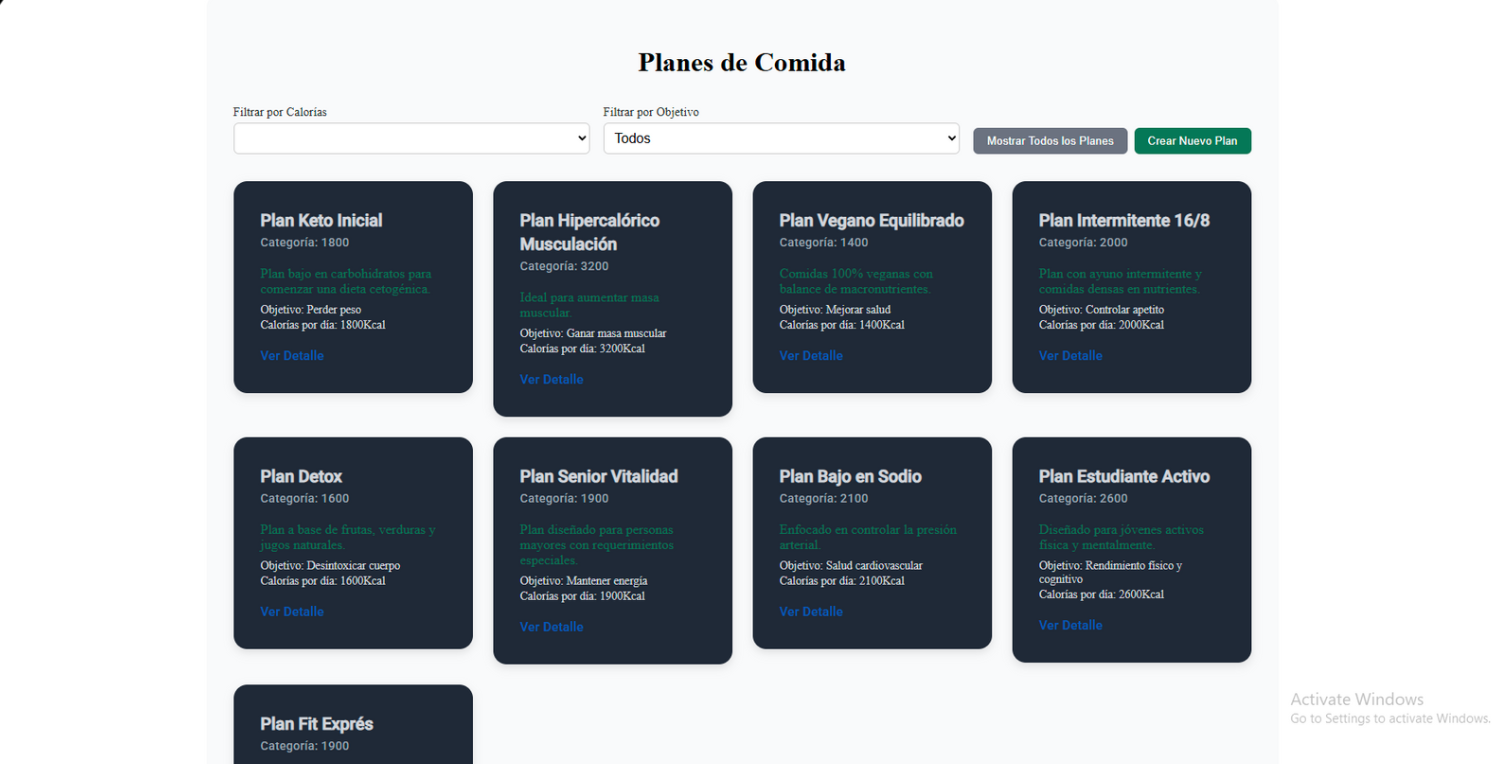 Planes de Comida
Filtrar por Calorías
Filtrar por Objetivo
Todos
Mostrar Todos los Planes
Crear Nuevo Plan
Plan Keto Inicial
Categoría: 1800
Plan bajo en carbohidratos para
comenzar una dieta cetogénica.
Objetivo: Perder peso
Calorías por día: 1800Kcal
Ver Detalle
Plan Hipercalórico
Musculación
Categoría: 3200
Ideal para aumentar masa
muscular.
Objetivo: Ganar masa muscular
Calorías por día: 3200Kcal
Ver Detalle
Plan Vegano Equilibrado
Categoría: 1400
Comidas 100% veganas con
balance de macronutrientes.
Objetivo: Mejorar salud
Calorías por día: 1400Kcal
Ver Detalle
Plan Intermitente 16/8
Categoría: 2000
Plan con ayuno intermitente y
comidas densas en nutrientes.
Objetivo: Controlar apetito
Calorías por día: 2000Kcal
Ver Detalle
Plan Detox
Categoría: 1600
Plan a base de frutas, verduras y
jugos naturales.
Objetivo: Desintoxicar cuerpo
Calorías por día: 1600Kcal
Ver Detalle
Plan Senior Vitalidad
Categoría: 1900
Plan diseñado para personas
mayores con requerimientos
especiales.
Objetivo: Mantener energía
Calorías por día: 1900Kcal
Ver Detalle
Plan Bajo en Sodio
Categoría: 2100
Enfocado en controlar la presión
arterial.
Objetivo: Salud cardiovascular
Calorías por día: 2100Kcal
Ver Detalle
Plan Estudiante Activo
Categoría: 2600
Diseñado para jóvenes activos
física y mentalmente.
Objetivo: Rendimiento físico y
cognitivo
Calorías por día: 2600Kcal
Ver Detalle
Plan Fit Exprés
Categoría: 1900
Activate Windows
Go to Settings to activate Windows.